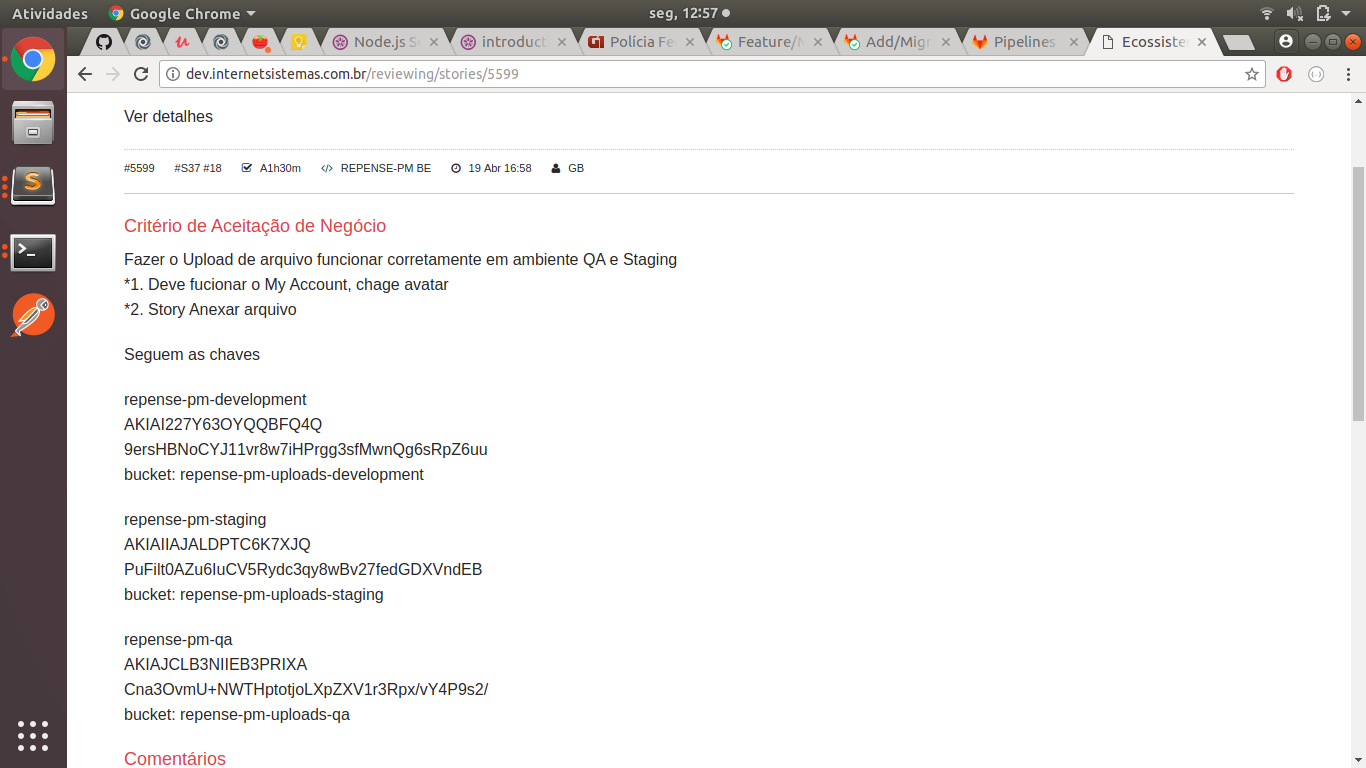 Atividades Google Chrome seg, 12:57
Node.js S introduct Polícia Fe Feature/M Add/Migr Pipelines Ecossiste
dev.internetsistemas.com.br/reviewing/stories/5599
Ver detalhes
#5599 #S37 #18 A1h30m REPENSE-PM BE 19 Abr 16:58 GB
Critério de Aceitação de Negócio
Fazer o Upload de arquivo funcionar corretamente em ambiente QA e Staging
*1. Deve fucionar o My Account, chage avatar
*2. Story Anexar arquivo
Seguem as chaves
repense-pm-development
AKIAI227Y63OYQQBFQ4Q
9ersHBNoCYJ11vr8w7iHPrgg3sfMwnQg6sRpZ6uu
bucket: repense-pm-uploads-development
repense-pm-staging
AKIAIIAJALDPTC6K7XJQ
PuFilt0AZu6IuCV5Rydc3qy8wBv27fedGDXVndEB
bucket: repense-pm-uploads-staging
repense-pm-qa
AKIAJCLB3NIIEB3PRIXA
Cna3OvmU+NWTHptotjoLXpZXV1r3Rpx/vY4P9s2/
bucket: repense-pm-uploads-qa
Comentários